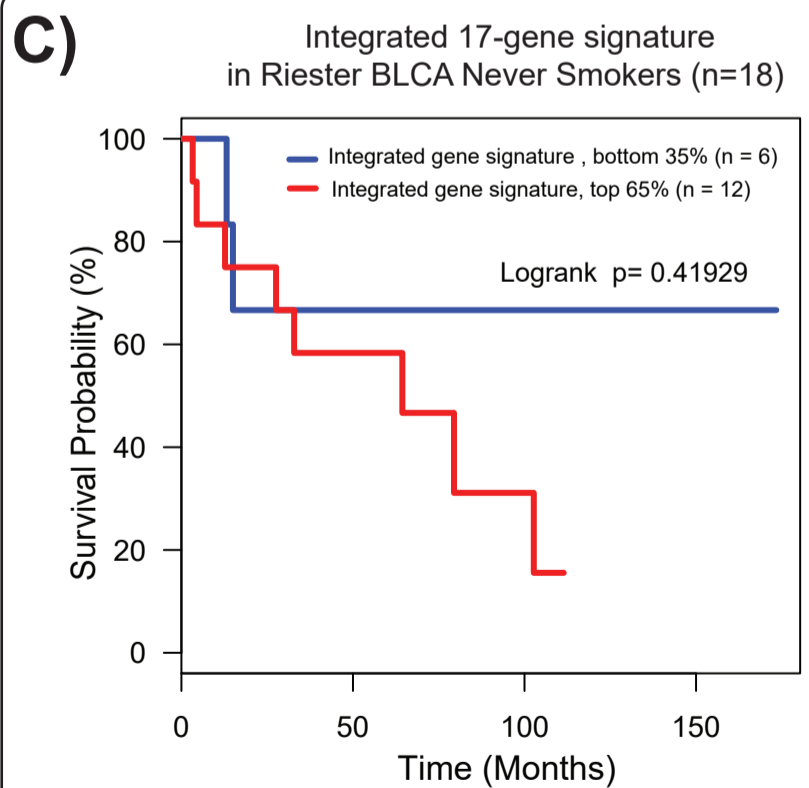 C)
Integrated 17-gene signature
in Riester BLCA Never Smokers (n=18)
Integrated gene signature , bottom 35% (n = 6)
Integrated gene signature, top 65% (n = 12)
Logrank  p= 0.41929
Survival Probability (%)
100
80
60
40
20
0
0 50 100 150
Time (Months)